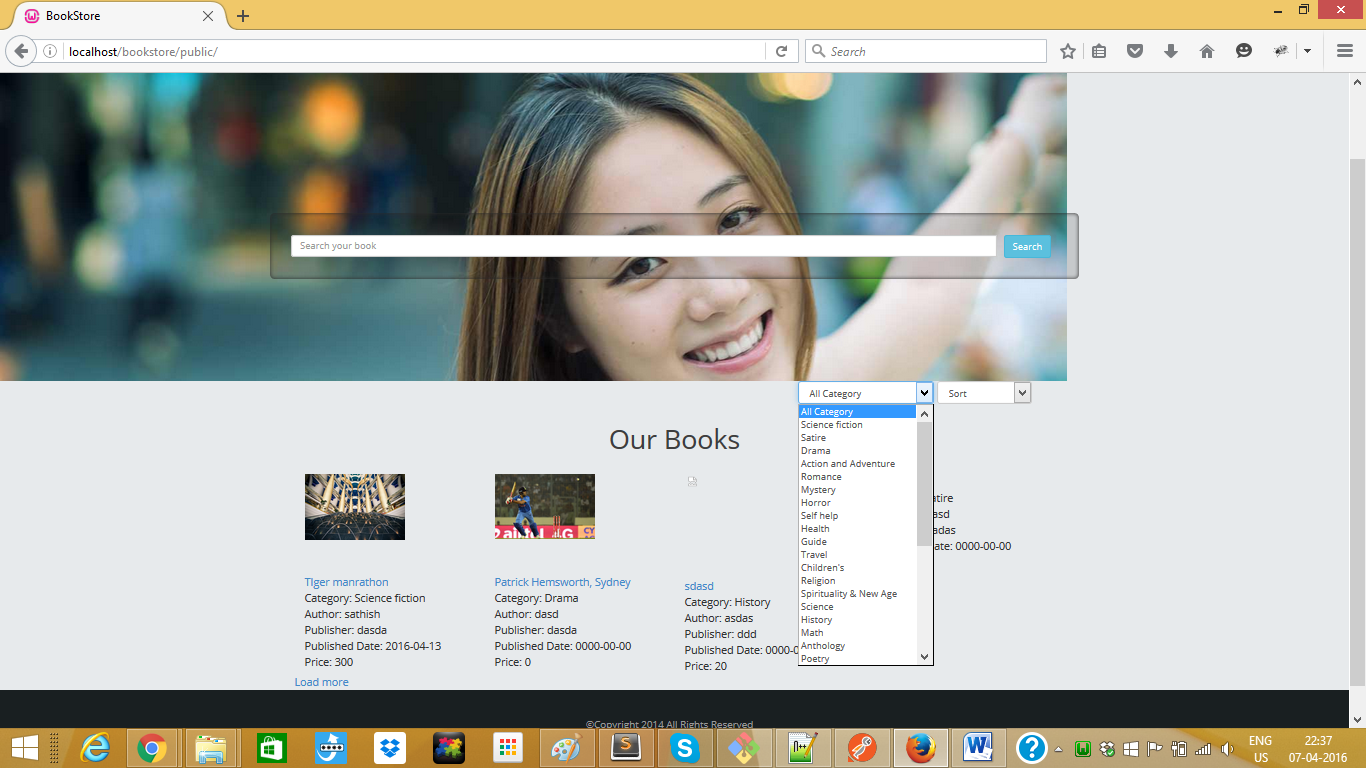 BookStore
localhost/bookstore/public/
Search
Search your book
Search
All Category
Sort
All Category
Science fiction
Satire
Drama
Action and Adventure
Romance
Mystery
Horror
Self help
Health
Guide
Travel
Children's
Religion
Spirituality & New Age
Science
History
Math
Anthology
Poetry
Our Books
TIger manrathon
Category: Science fiction
Author: sathish
Publisher: dasda
Published Date: 2016-04-13
Price: 300
Patrick Hemsworth, Sydney
Category: Drama
Author: dasd
Publisher: dasda
Published Date: 0000-00-00
Price: 0
sdasd
Category: History
Author: asdas
Publisher: ddd
Published Date: 0000-0
Price: 20
atire
asd
adas
ate: 0000-00-00
Load more
©Copyright 2014 All Rights Reserved
ENG
US
22:37
07-04-2016